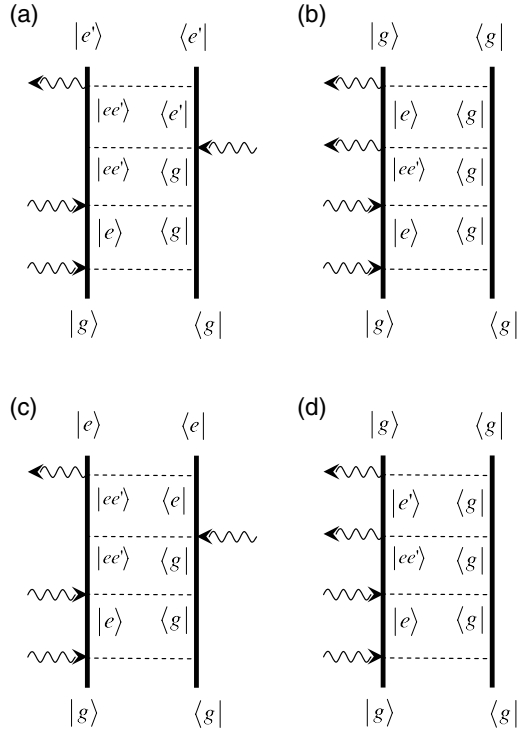 (a) (b)
|e'⟩ ⟨e'| |g⟩ ⟨g|
|ee'⟩ ⟨e'| |e⟩ ⟨g|
|ee'⟩ ⟨g| |ee'⟩ ⟨g|
|e⟩ ⟨g| |e⟩ ⟨g|
|g⟩ ⟨g| |g⟩ ⟨g|
(c) (d)
|e⟩ ⟨e| |g⟩ ⟨g|
|ee'⟩ ⟨e| |e'⟩ ⟨g|
|ee'⟩ ⟨g| |ee'⟩ ⟨g|
|e⟩ ⟨g| |e⟩ ⟨g|
|g⟩ ⟨g| |g⟩ ⟨g|